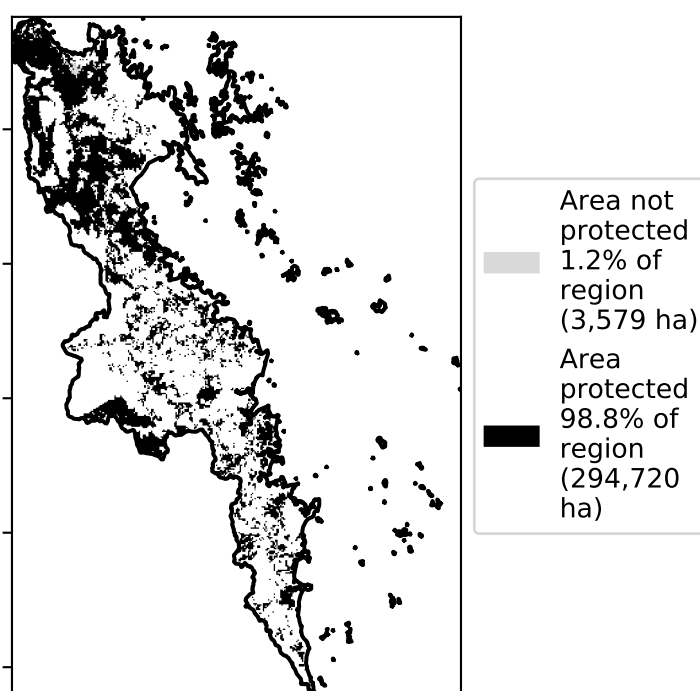 Area not
protected
1.2% of
region
(3,579 ha)
Area
protected
98.8% of
region
(294,720
ha)